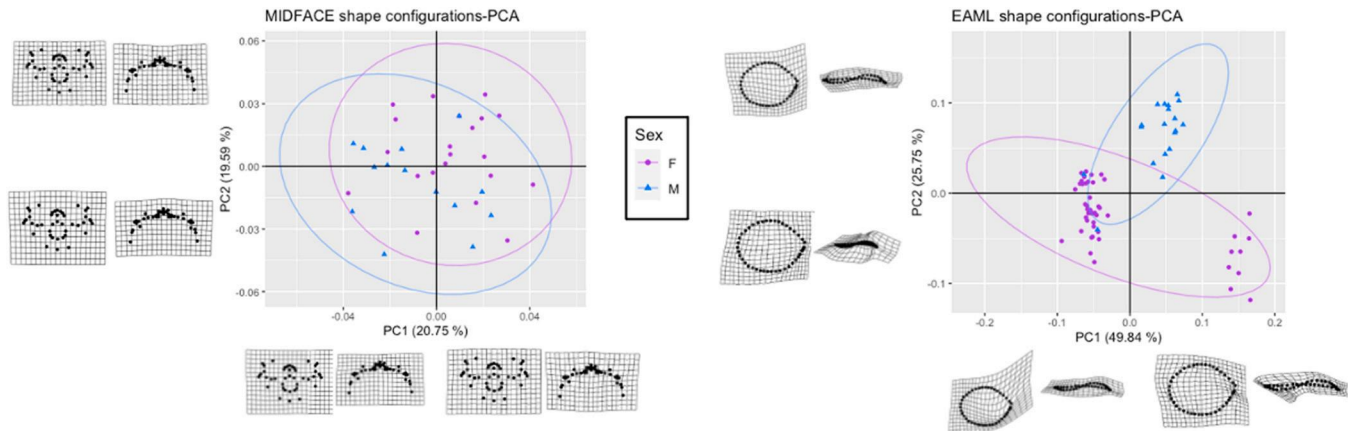 MIDFACE shape configurations-PCA
0.06
0.03
0.00
-0.03
-0.06
PC2 (19.59 %)
-0.04
0.00
0.04
PC1 (20.75 %)
Sex
F
M
EAML shape configurations-PCA
0.1
0.0
-0.1
PC2 (25.75 %)
-0.2
-0.1
0.0
0.1
0.2
PC1 (49.84 %)